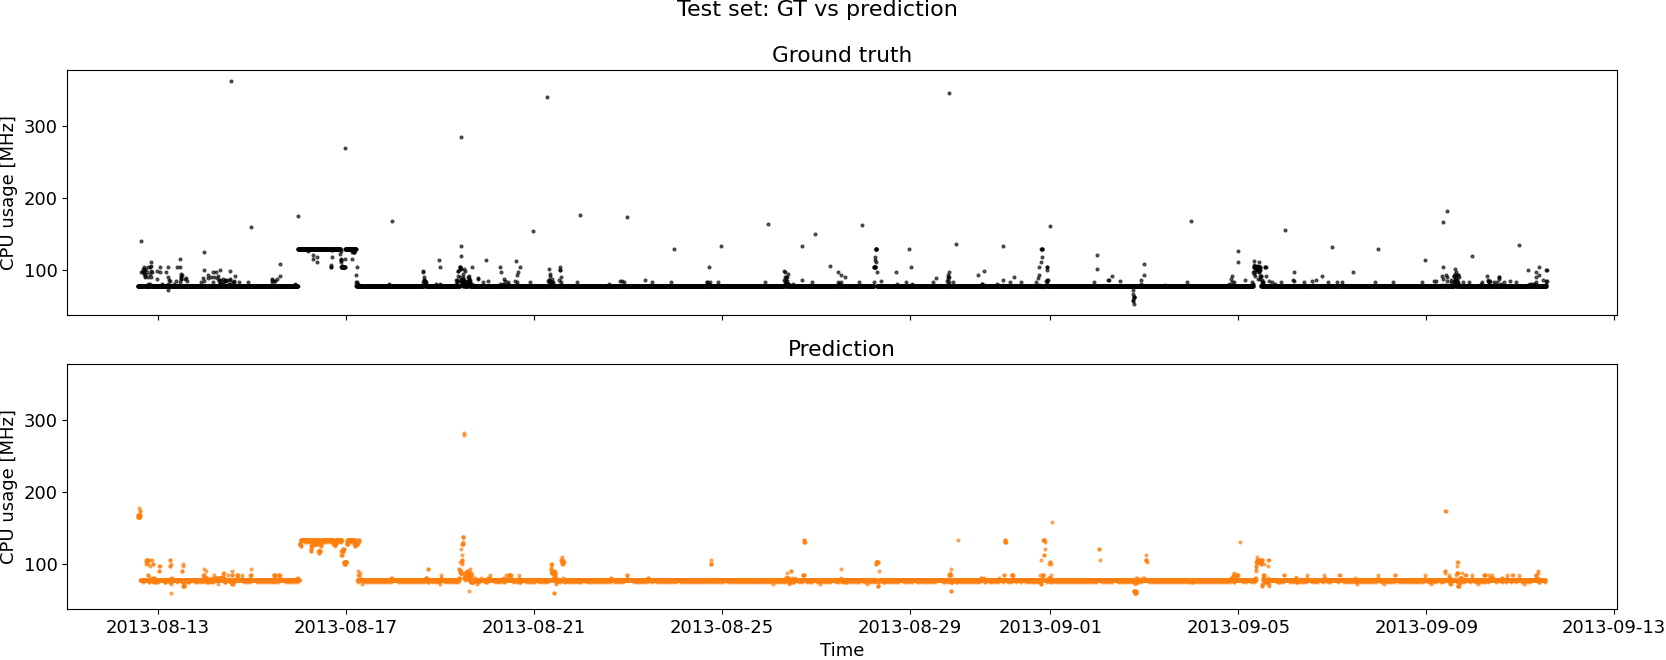 Test set: GT vs prediction
Ground truth
CPU usage [MHz]
300
200
100
Prediction
CPU usage [MHz]
300
200
100
2013-08-13 2013-08-17 2013-08-21 2013-08-25 2013-08-29 2013-09-01 2013-09-05 2013-09-09 2013-09-13
Time